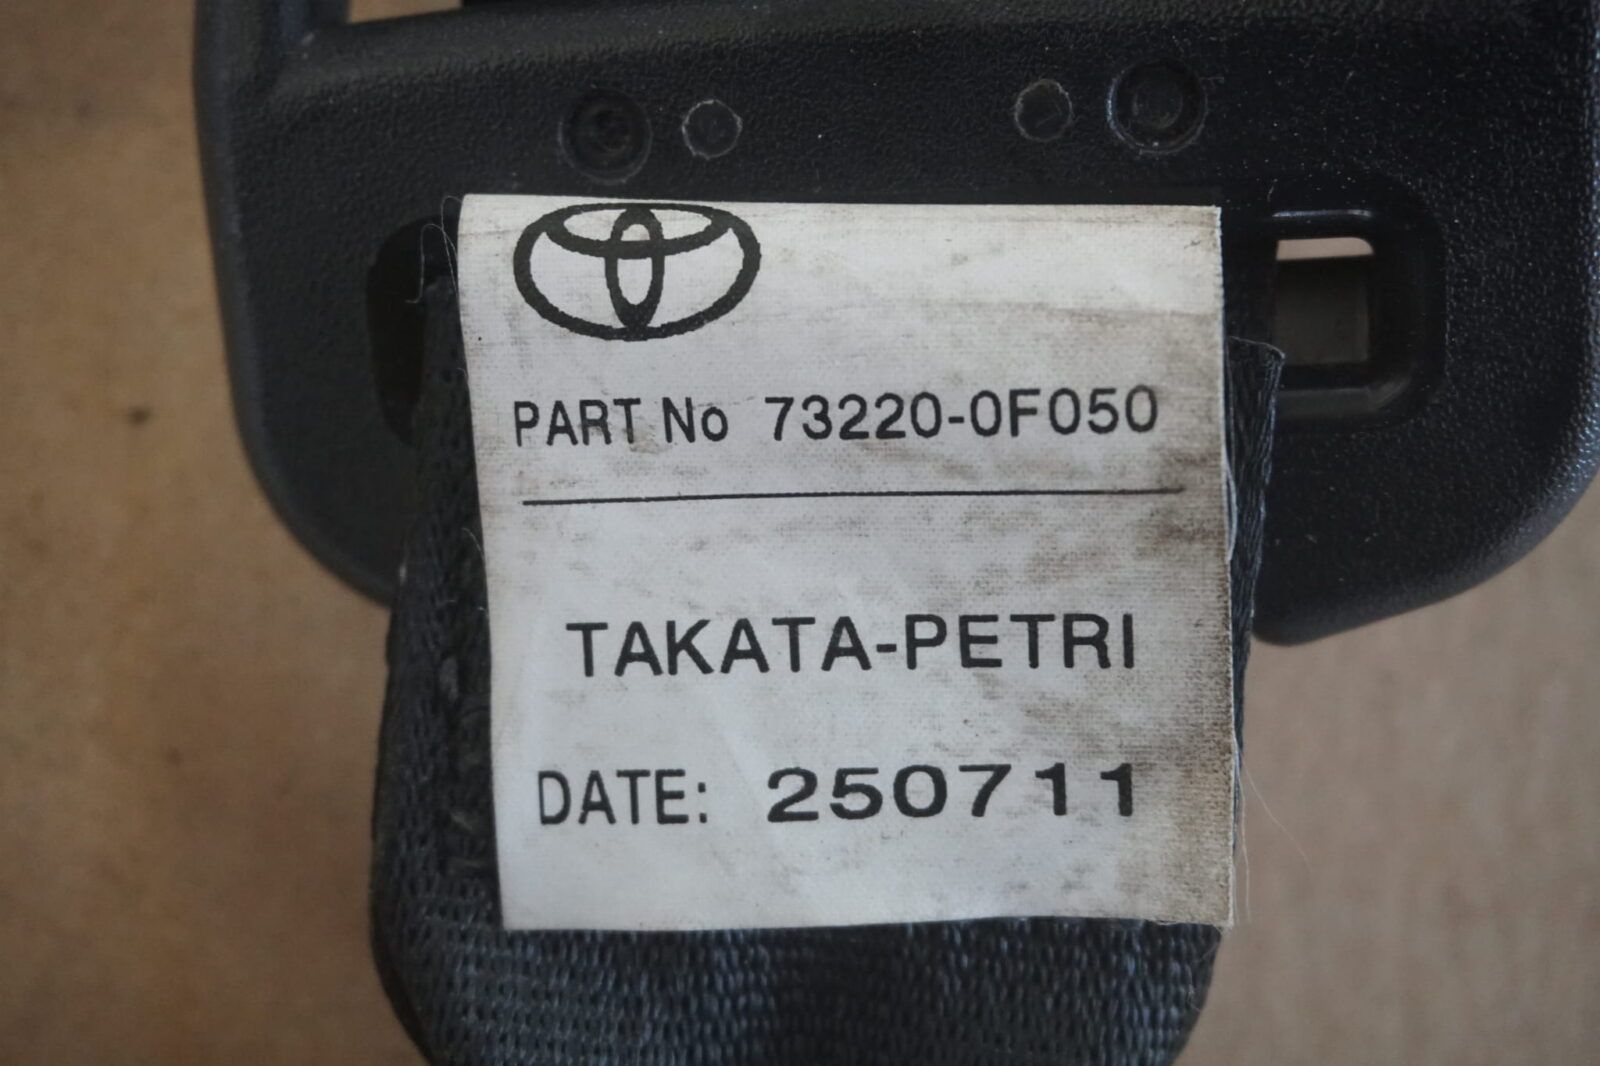 PART No 73220-0F050
TAKATA-PETRI
DATE: 250711